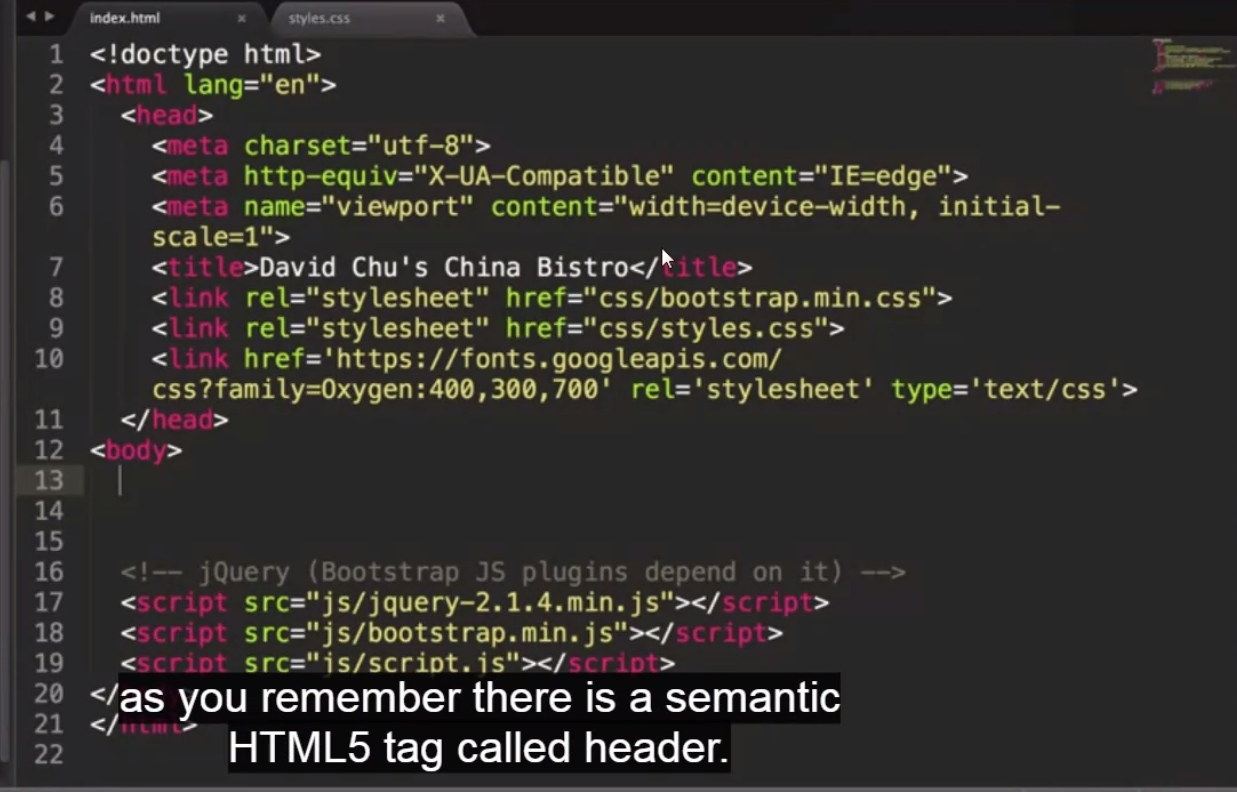 index.html × styles.css ×
1 <!doctype html>
2 <html lang="en">
3 <head>
4 <meta charset="utf-8">
5 <meta http-equiv="X-UA-Compatible" content="IE=edge">
6 <meta name="viewport" content="width=device-width, initial-
scale=1">
7 <title>David Chu's China Bistro</title>
8 <link rel="stylesheet" href="css/bootstrap.min.css">
9 <link rel="stylesheet" href="css/styles.css">
10 <link href='https://fonts.googleapis.com/
css?family=Oxygen:400,300,700' rel='stylesheet' type='text/css'>
11 </head>
12 <body>
13
14
15
16 <!-- jQuery (Bootstrap JS plugins depend on it) -->
17 <script src="js/jquery-2.1.4.min.js"></script>
18 <script src="js/bootstrap.min.js"></script>
19 <script src="js/script.js"></script>
20 </
as you remember there is a semantic
21 </html>
HTML5 tag called header.
22